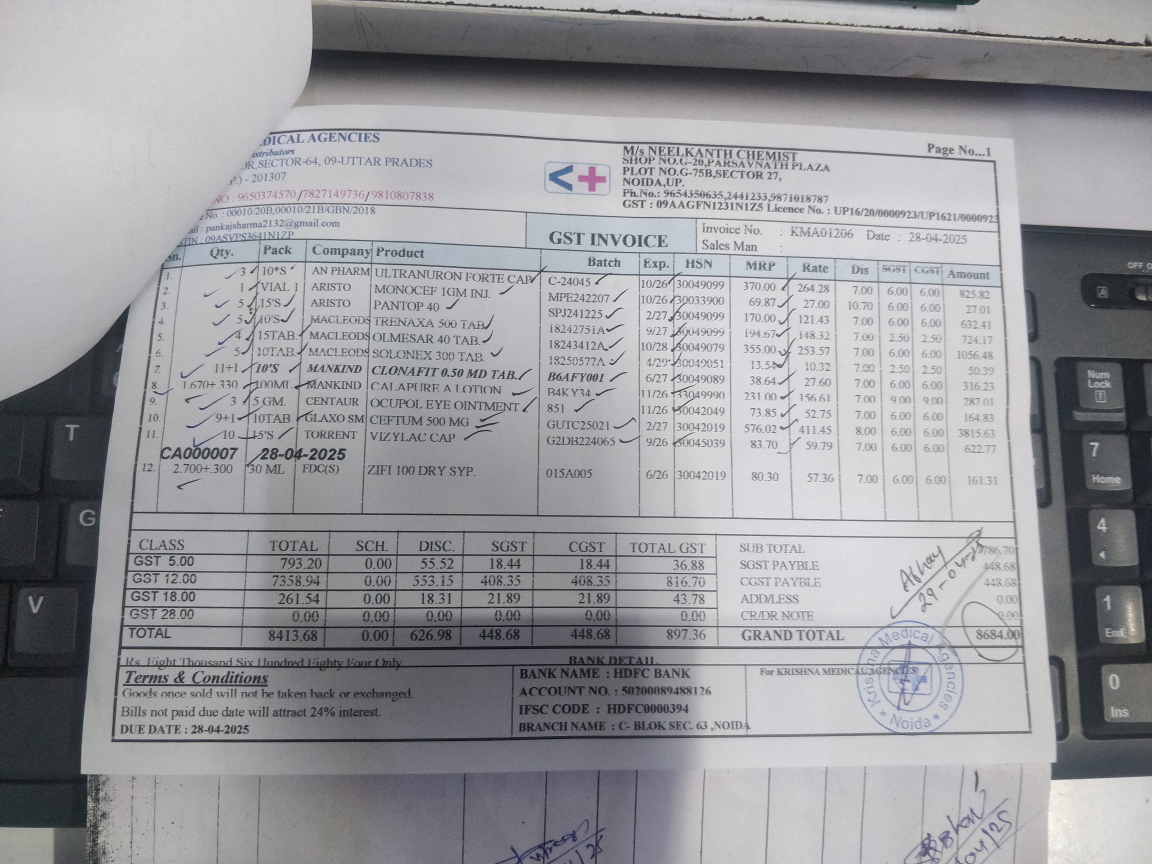 DICAL AGENCIES
stributors
OR,SECTOR-64, 09-UTTAR PRADES
P.) - 201307
NO : 9650374570/7827149736/9810807838
e No. : 00010/20B,00010/21B/GBN/2018
ail : pankajsharma2132@gmail.com
TIN : 09ASVPS3641N1ZP
M/s NEELKANTH CHEMIST
SHOP NO.G-20,PARSAVNATH PLAZA
PLOT NO.G-75B,SECTOR 27,
NOIDA,UP.
Ph.No.: 9654350635,2441233,9871018787
GST : 09AAGFN1231N1Z5 Licence No. : UP16/20/0000923/UP1621/0000923
Page No...1
GST INVOICE
Invoice No. : KMA01206 Date : 28-04-2025
Sales Man :
Sn. Qty. Pack Company Product Batch Exp. HSN MRP Rate Dis SGST CGST Amount
1. 3 10*S AN PHARM ULTRANURON FORTE CAP C-24045 10/26 30049099 370.00 264.28 7.00 6.00 6.00 825.82
2. 1 VIAL 1 ARISTO MONOCEF 1GM INJ. MPE242207 10/26 30033900 69.87 27.00 10.70 6.00 6.00 27.01
3. 5 15'S ARISTO PANTOP 40 SPJ241225 2/27 30049099 170.00 121.43 7.00 6.00 6.00 632.41
4. 5 10'S MACLEODS TRENAXA 500 TAB 18242751A 9/27 30049099 194.67 148.32 7.00 2.50 2.50 724.17
5. 4 15TAB. MACLEODS OLMESAR 40 TAB. 18243412A 10/28 30049079 355.00 253.57 7.00 6.00 6.00 1056.48
6. 5 10TAB. MACLEODS SOLONEX 300 TAB. 18250577A 4/29 30049051 13.54 10.32 7.00 2.50 2.50 50.39
7. 11+1 10'S MANKIND CLONAFIT 0.50 MD TAB. B6AFY001 6/27 30049089 38.64 27.60 7.00 6.00 6.00 316.23
8. 1.670+.330 100ML MANKIND CALAPURE A LOTION B4KY34 11/26 33049990 231.00 156.61 7.00 9.00 9.00 287.01
9. 3 5 GM. CENTAUR OCUPOL EYE OINTMENT 851 11/26 30042049 73.85 52.75 7.00 6.00 6.00 164.83
10. 9+1 10TAB GLAXO SM CEFTUM 500 MG GUTC25021 2/27 30042019 576.02 411.45 8.00 6.00 6.00 3815.63
11. 10 15'S TORRENT VIZYLAC CAP G2DB224065 9/26 30045039 83.70 59.79 7.00 6.00 6.00 622.77
CA000007 28-04-2025
12. 2.700+.300 30 ML FDC(S) ZIFI 100 DRY SYP. 015A005 6/26 30042019 80.30 57.36 7.00 6.00 6.00 161.31
CLASS TOTAL SCH. DISC. SGST CGST TOTAL GST
GST 5.00 793.20 0.00 55.52 18.44 18.44 36.88
GST 12.00 7358.94 0.00 553.15 408.35 408.35 816.70
GST 18.00 261.54 0.00 18.31 21.89 21.89 43.78
GST 28.00 0.00 0.00 0.00 0.00 0.00 0.00
TOTAL 8413.68 0.00 626.98 448.68 448.68 897.36
SUB TOTAL 7786.70
SGST PAYBLE 448.68
CGST PAYBLE 448.68
ADD/LESS 0.00
CR/DR NOTE 0.00
GRAND TOTAL 8684.00
29-04-25
Rs. Eight Thousand Six Hundred Eighty Four Only
Terms & Conditions
Goods once sold will not be taken back or exchanged.
Bills not paid due date will attract 24% interest.
DUE DATE : 28-04-2025
BANK DETAIL
BANK NAME : HDFC BANK
ACCOUNT NO. : 50200089488126
IFSC CODE : HDFC0000394
BRANCH NAME : C- BLOK SEC. 63 ,NOIDA
For KRISHNA MEDICAL AGENCIES
Krishna Medical Agencies
Noida
T
G
V
Num
Lock
7
Home
4
1
End
0
Ins
A